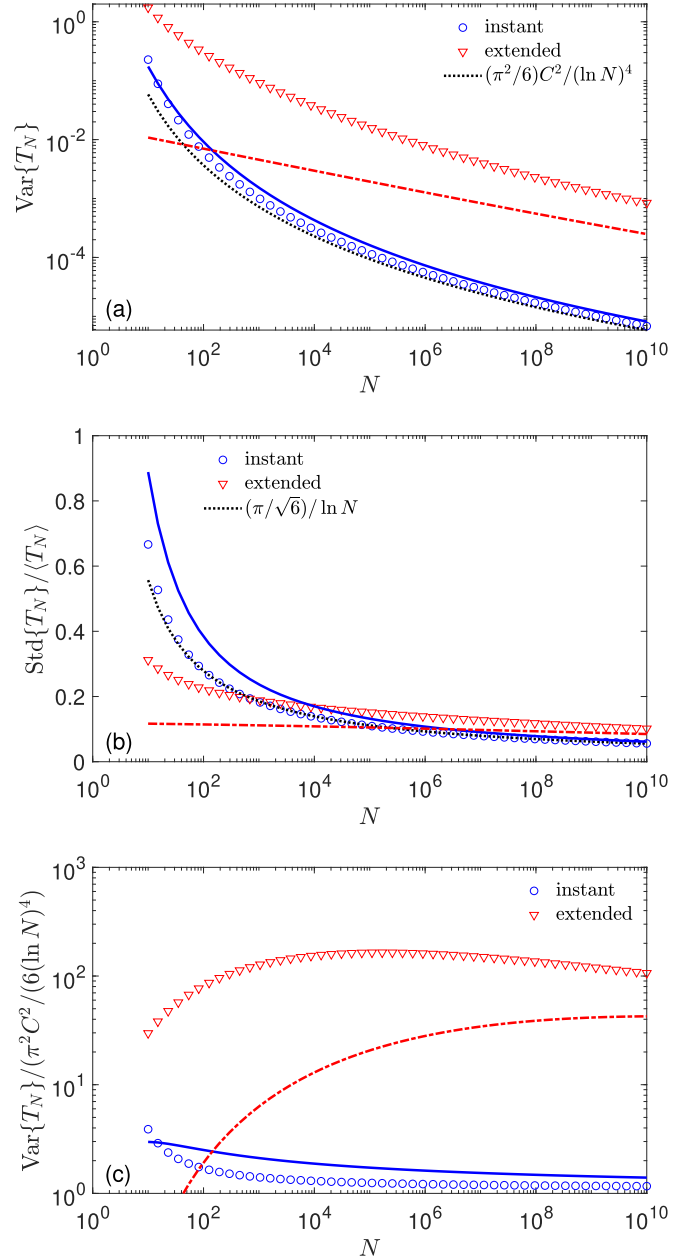 10^0
10^{-2}
10^{-4}
Var{T_N}
instant
extended
(π^2/6)C^2/(ln N)^4
(a)
10^0 10^2 10^4 10^6 10^8 10^{10}
N
1
0.8
0.6
0.4
0.2
0
Std{T_N}/⟨T_N⟩
instant
extended
(π/√6)/ ln N
(b)
10^0 10^2 10^4 10^6 10^8 10^{10}
N
10^3
10^2
10^1
10^0
Var{T_N}/(π^2C^2/(6(ln N)^4)
instant
extended
(c)
10^0 10^2 10^4 10^6 10^8 10^{10}
N